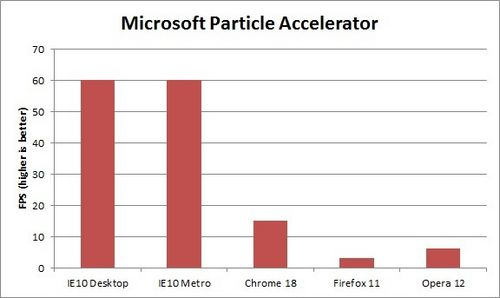 Microsoft Particle Accelerator
FPS (higher is better)
70
60
50
40
30
20
10
0
IE10 Desktop
IE10 Metro
Chrome 18
Firefox 11
Opera 12